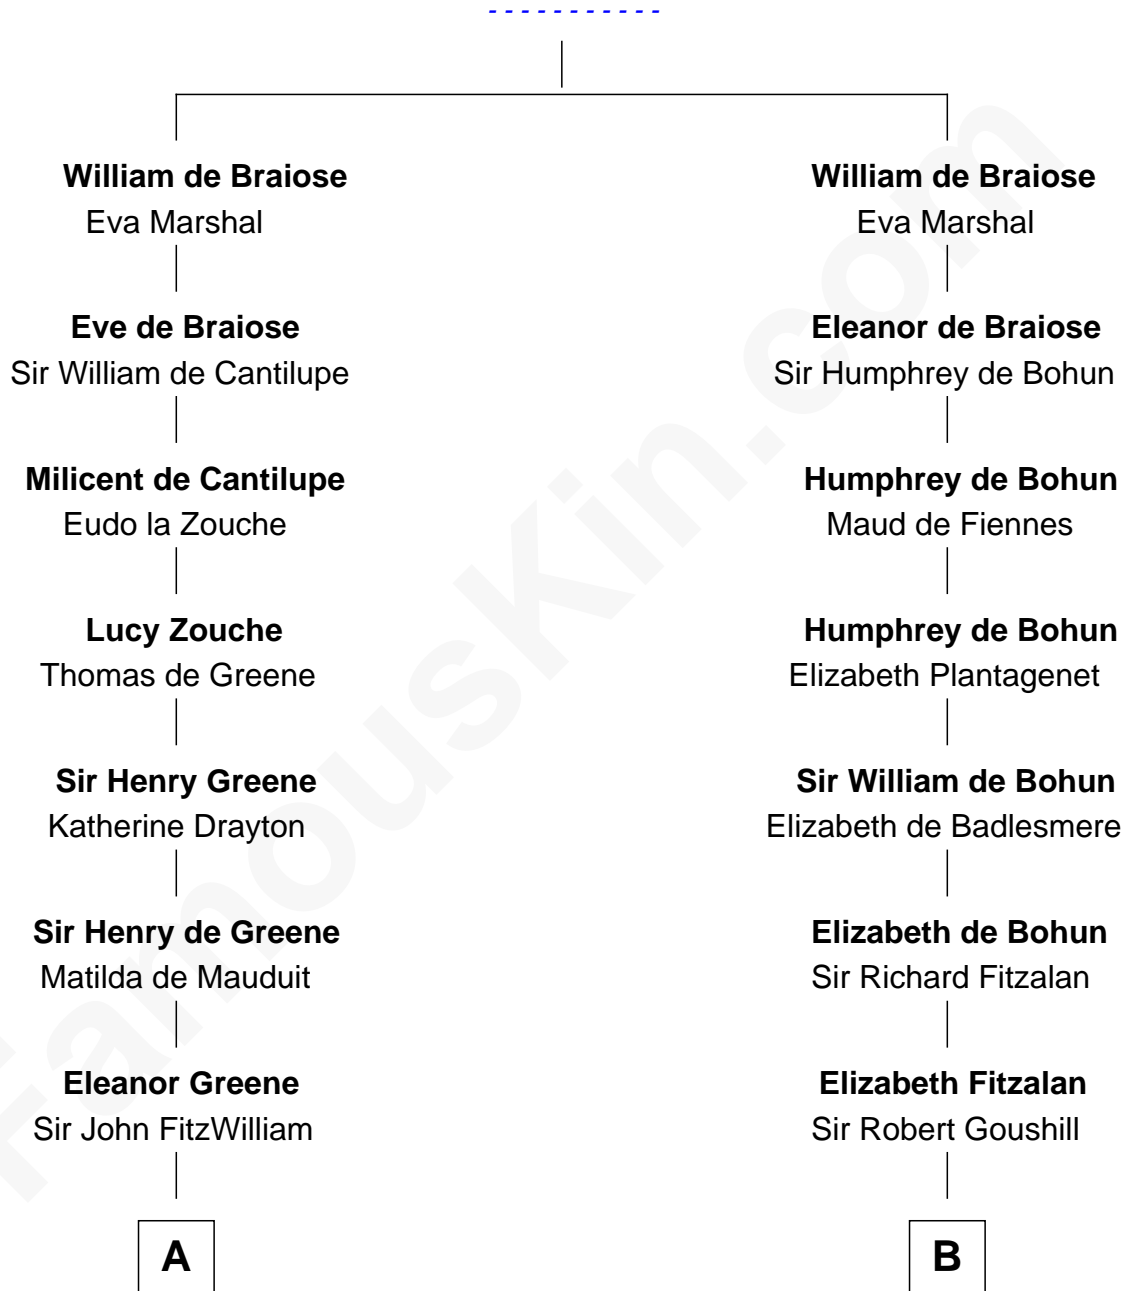 - - - - - - - - - - -
William de Braiose
Eva Marshal
Eve de Braiose
Sir William de Cantilupe
Milicent de Cantilupe
Eudo la Zouche
Lucy Zouche
Thomas de Greene
Sir Henry Greene
Katherine Drayton
Sir Henry de Greene
Matilda de Mauduit
Eleanor Greene
Sir John FitzWilliam
A
William de Braiose
Eva Marshal
Eleanor de Braiose
Sir Humphrey de Bohun
Humphrey de Bohun
Maud de Fiennes
Humphrey de Bohun
Elizabeth Plantagenet
Sir William de Bohun
Elizabeth de Badlesmere
Elizabeth de Bohun
Sir Richard Fitzalan
Elizabeth Fitzalan
Sir Robert Goushill
B
FamousKin.com